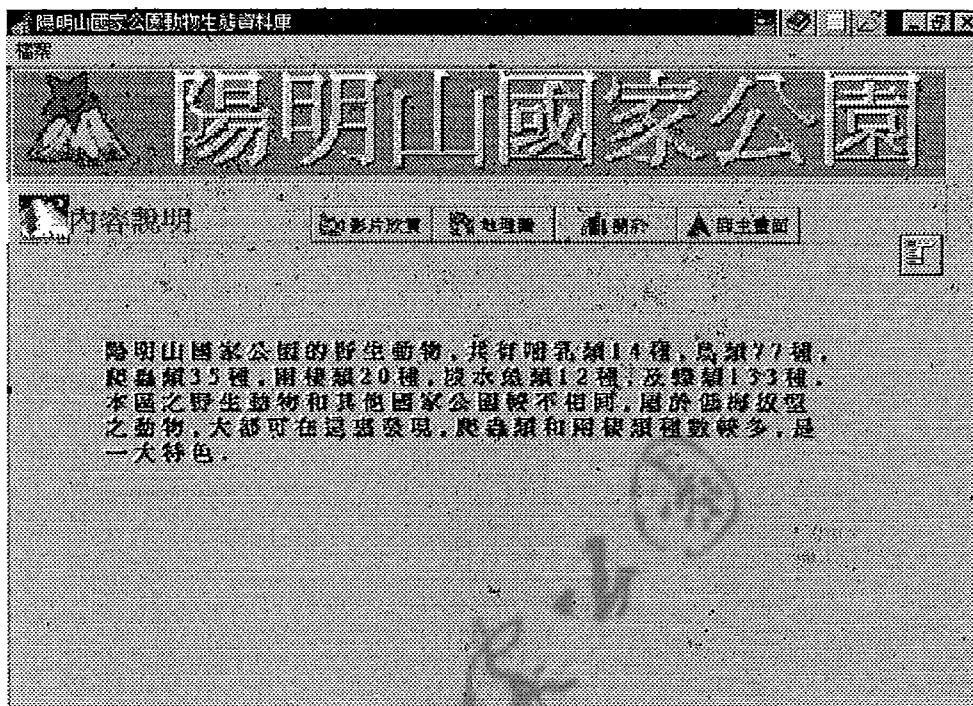 陽明山國家公園動物生態資料庫
檔案
陽明山國家公園
內容說明
影片欣賞 地理圖 簡介 回主畫面
陽明山國家公園的野生動物，共有哺乳類14種，鳥類77種，
爬蟲類35種，兩棲類20種，淡水魚類12種，及蝶類133種，
本區之野生動物和其他國家公園較不相同，屬於低海拔型
之動物，大都可在這裏發現，爬蟲類和兩棲類種數較多，是
一大特色．